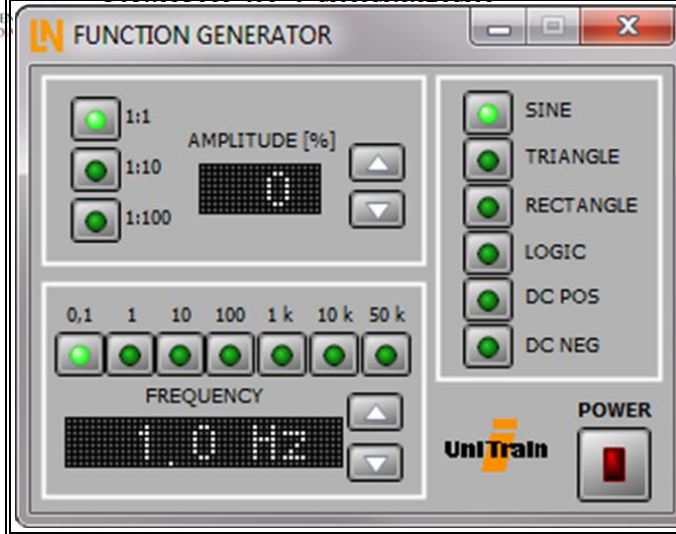 LN FUNCTION GENERATOR
1:1
1:10
1:100
AMPLITUDE [%]
0
SINE
TRIANGLE
RECTANGLE
LOGIC
DC POS
DC NEG
0,1 1 10 100 1 k 10 k 50 k
FREQUENCY
1.0 Hz
UniTrain
POWER